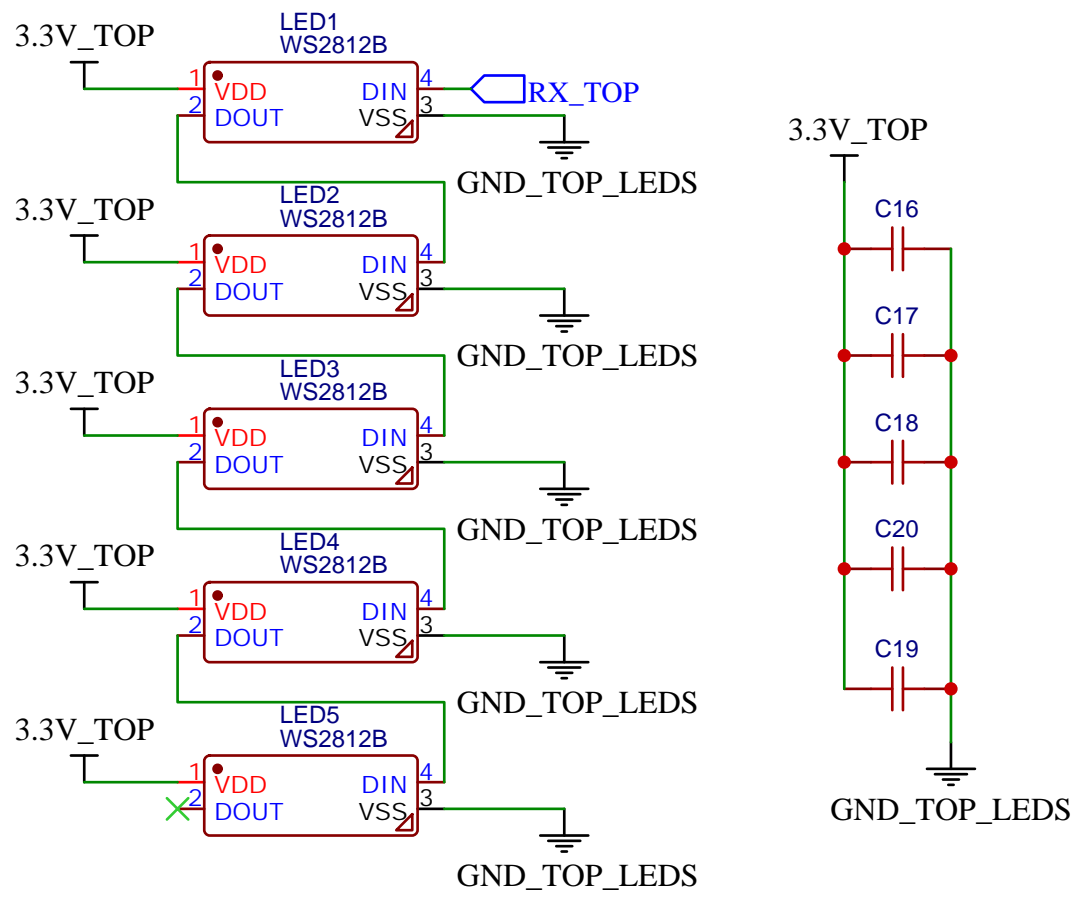 LED1
WS2812B
3.3V_TOP
1 VDD DIN 4
RX_TOP
2 DOUT VSS 3
GND_TOP_LEDS
LED2
WS2812B
3.3V_TOP
1 VDD DIN 4
2 DOUT VSS 3
GND_TOP_LEDS
LED3
WS2812B
3.3V_TOP
1 VDD DIN 4
2 DOUT VSS 3
GND_TOP_LEDS
LED4
WS2812B
3.3V_TOP
1 VDD DIN 4
2 DOUT VSS 3
GND_TOP_LEDS
LED5
WS2812B
3.3V_TOP
1 VDD DIN 4
2 DOUT VSS 3
GND_TOP_LEDS
3.3V_TOP
C16
C17
C18
C20
C19
GND_TOP_LEDS